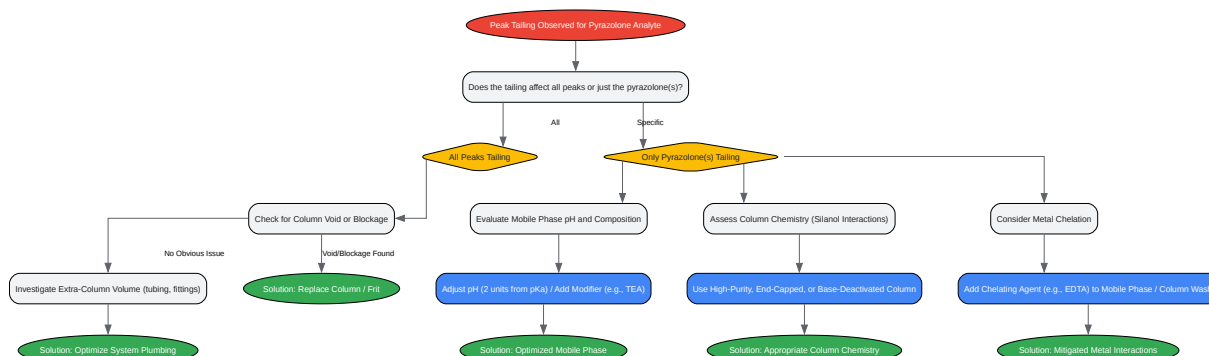 Peak Tailing Observed for Pyrazolone Analyte
Does the tailing affect all peaks or just the pyrazolone(s)?
All
Specific
All Peaks Tailing
Only Pyrazolone(s) Tailing
Check for Column Void or Blockage
Evaluate Mobile Phase pH and Composition
Assess Column Chemistry (Silanol Interactions)
Consider Metal Chelation
No Obvious Issue
Void/Blockage Found
Investigate Extra-Column Volume (tubing, fittings)
Solution: Replace Column / Frit
Adjust pH (2 units from pKa) / Add Modifier (e.g., TEA)
Use High-Purity, End-Capped, or Base-Deactivated Column
Add Chelating Agent (e.g., EDTA) to Mobile Phase / Column Wash
Solution: Optimize System Plumbing
Solution: Optimized Mobile Phase
Solution: Appropriate Column Chemistry
Solution: Mitigated Metal Interactions